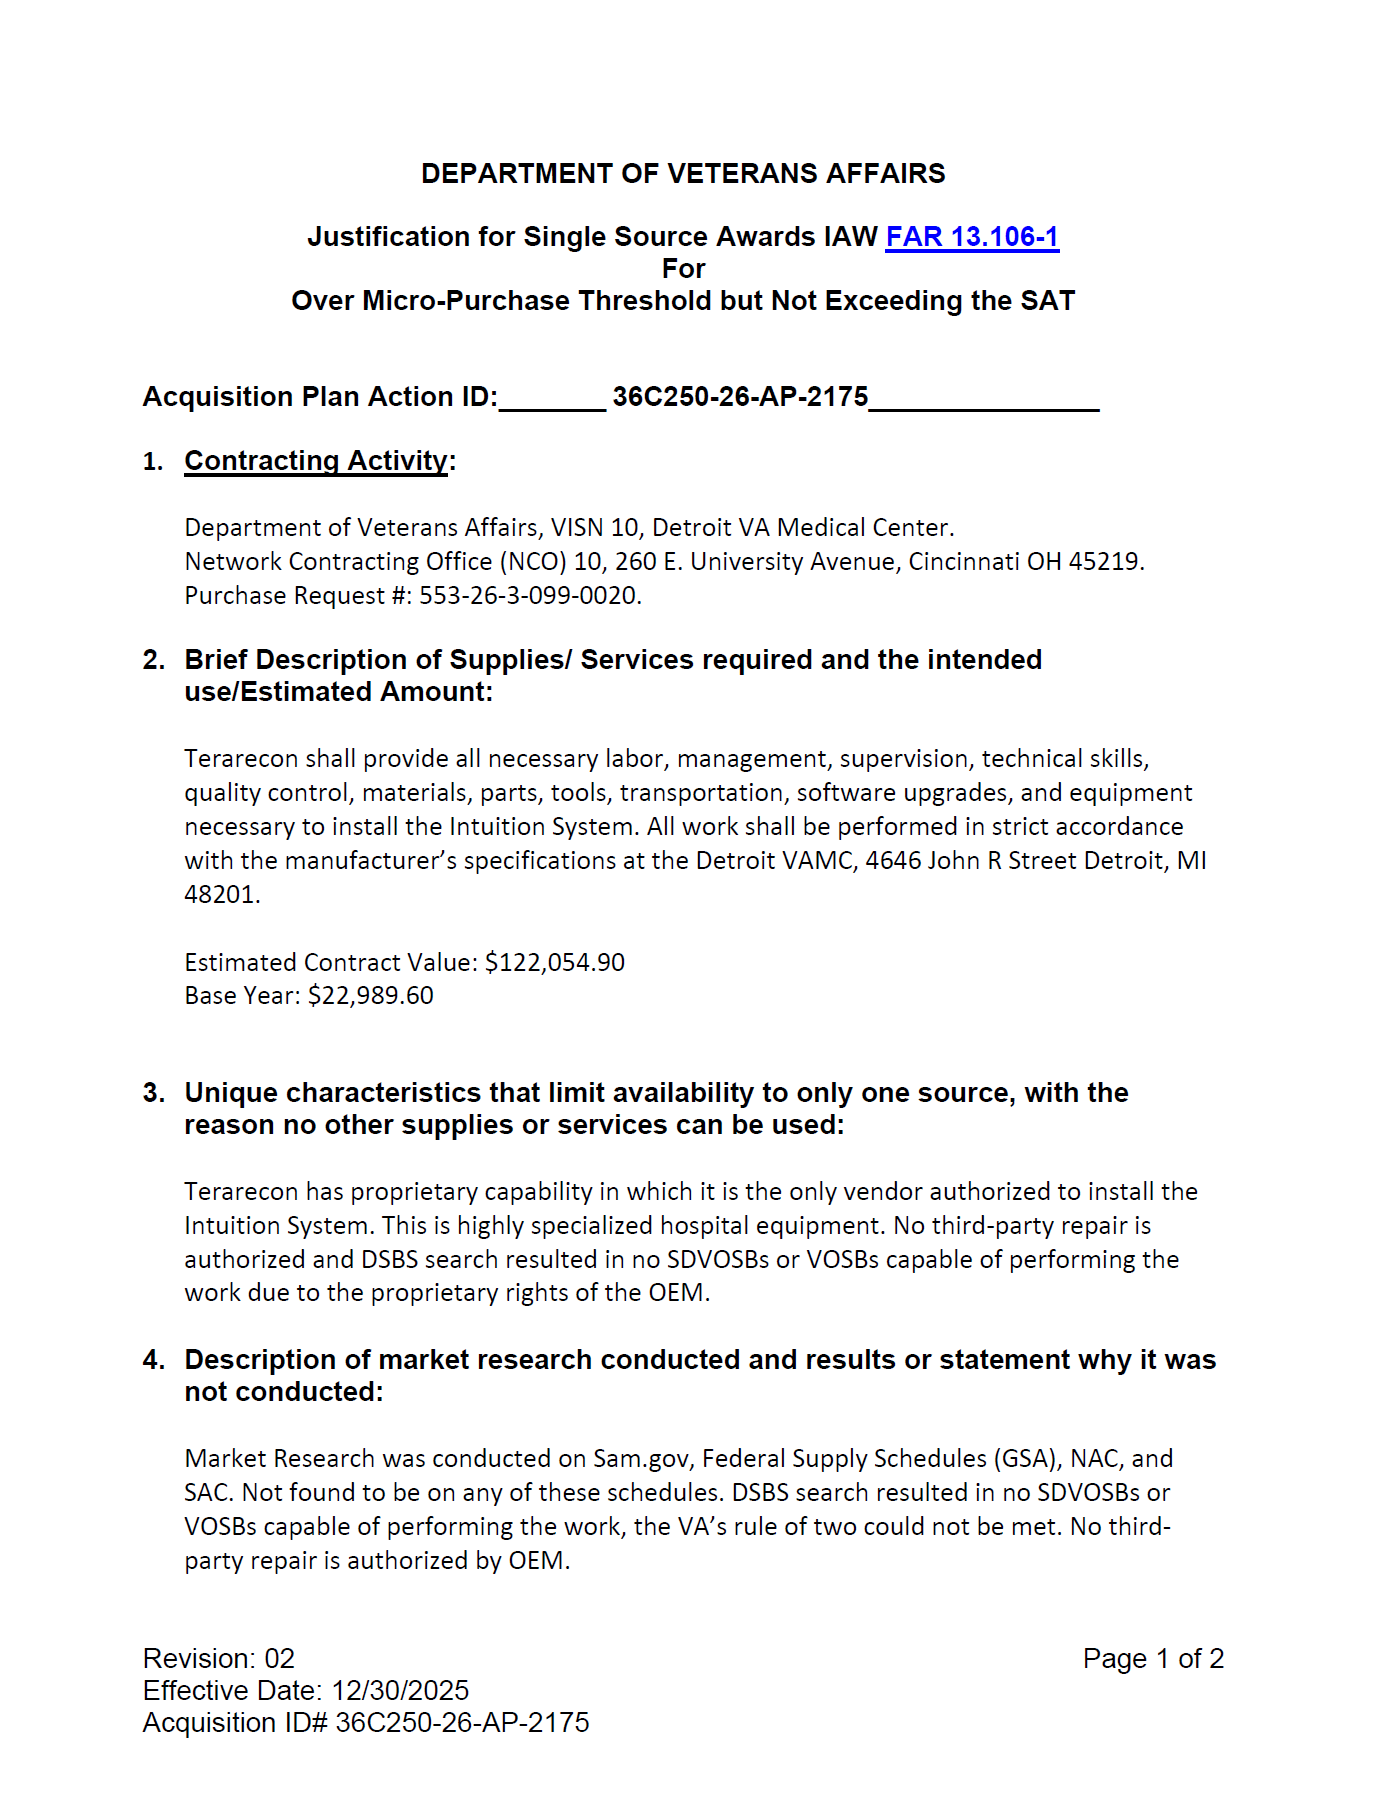 DEPARTMENT OF VETERANS AFFAIRS
Justification for Single Source Awards IAW FAR 13.106-1
For
Over Micro-Purchase Threshold but Not Exceeding the SAT
Acquisition Plan Action ID:_______ 36C250-26-AP-2175_______________
1. Contracting Activity:
Department of Veterans Affairs, VISN 10, Detroit VA Medical Center.
Network Contracting Office (NCO) 10, 260 E. University Avenue, Cincinnati OH 45219.
Purchase Request #: 553-26-3-099-0020.
2. Brief Description of Supplies/ Services required and the intended
use/Estimated Amount:
Terarecon shall provide all necessary labor, management, supervision, technical skills,
quality control, materials, parts, tools, transportation, software upgrades, and equipment
necessary to install the Intuition System. All work shall be performed in strict accordance
with the manufacturer’s specifications at the Detroit VAMC, 4646 John R Street Detroit, MI
48201.
Estimated Contract Value: $122,054.90
Base Year: $22,989.60
3. Unique characteristics that limit availability to only one source, with the
reason no other supplies or services can be used:
Terarecon has proprietary capability in which it is the only vendor authorized to install the
Intuition System. This is highly specialized hospital equipment. No third-party repair is
authorized and DSBS search resulted in no SDVOSBs or VOSBs capable of performing the
work due to the proprietary rights of the OEM.
4. Description of market research conducted and results or statement why it was
not conducted:
Market Research was conducted on Sam.gov, Federal Supply Schedules (GSA), NAC, and
SAC. Not found to be on any of these schedules. DSBS search resulted in no SDVOSBs or
VOSBs capable of performing the work, the VA’s rule of two could not be met. No third-
party repair is authorized by OEM.
Revision: 02 Page 1 of 2
Effective Date: 12/30/2025
Acquisition ID# 36C250-26-AP-2175